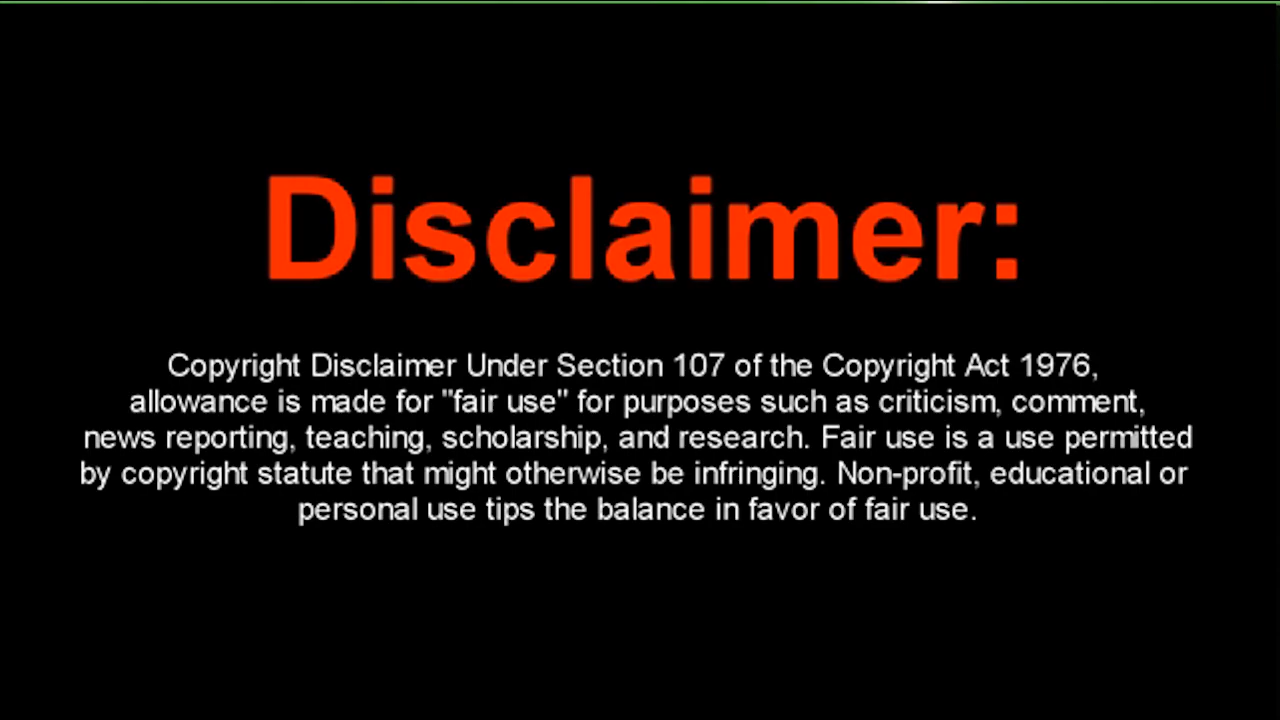 Disclaimer:
Copyright Disclaimer Under Section 107 of the Copyright Act 1976,
allowance is made for "fair use" for purposes such as criticism, comment,
news reporting, teaching, scholarship, and research. Fair use is a use permitted
by copyright statute that might otherwise be infringing. Non-profit, educational or
personal use tips the balance in favor of fair use.